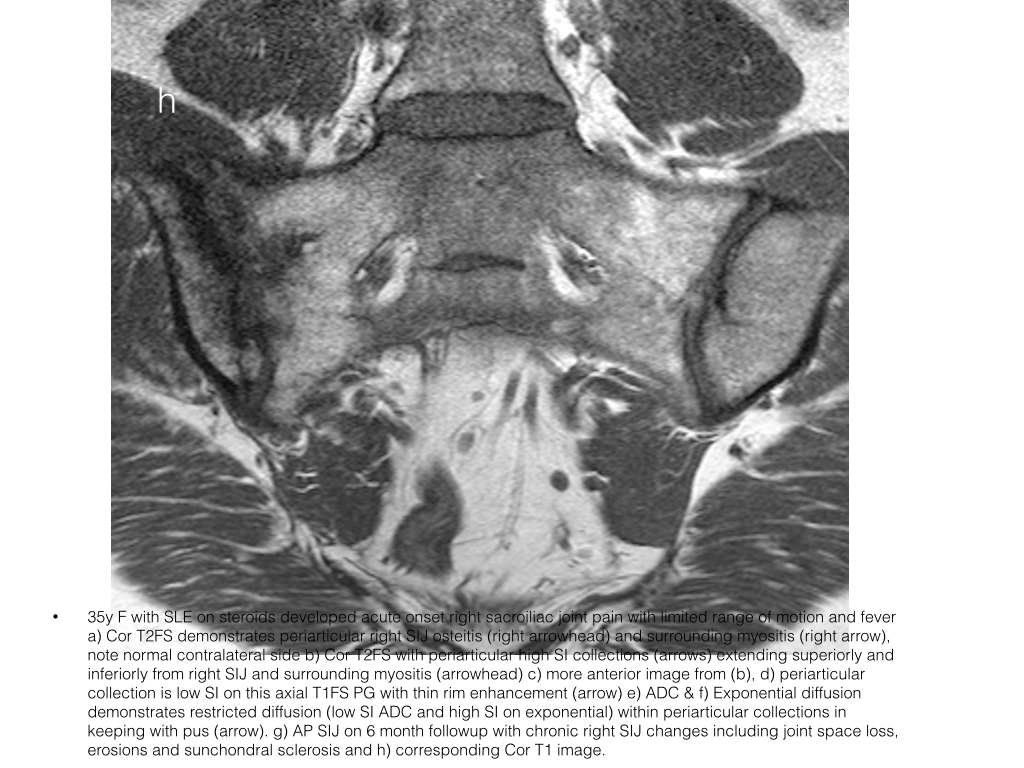 h
• 35y F with SLE on steroids developed acute onset right sacroiliac joint pain with limited range of motion and fever
a) Cor T2FS demonstrates periarticular right SIJ osteitis (right arrowhead) and surrounding myositis (right arrow),
note normal contralateral side b) Cor T2FS with periarticular high SI collections (arrows) extending superiorly and
inferiorly from right SIJ and surrounding myositis (arrowhead) c) more anterior image from (b), d) periarticular
collection is low SI on this axial T1FS PG with thin rim enhancement (arrow) e) ADC & f) Exponential diffusion
demonstrates restricted diffusion (low SI ADC and high SI on exponential) within periarticular collections in
keeping with pus (arrow). g) AP SIJ on 6 month followup with chronic right SIJ changes including joint space loss,
erosions and sunchondral sclerosis and h) corresponding Cor T1 image.